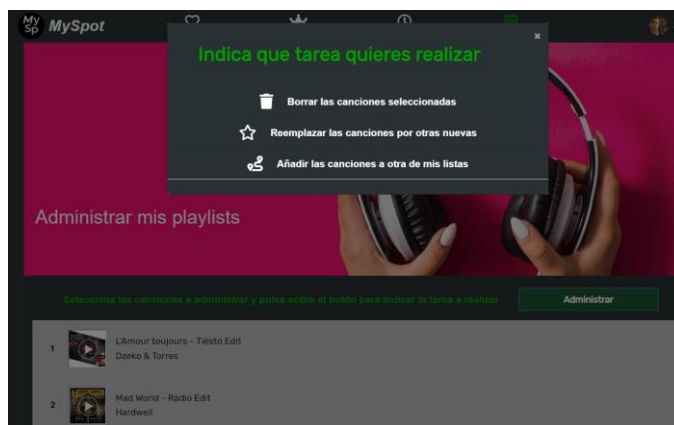 My
Sp
MySpot
×
Indica que tarea quieres realizar
Borrar las canciones seleccionadas
Reemplazar las canciones por otras nuevas
Añadir las canciones a otra de mis listas
Administrar mis playlists
Selecciona las canciones a administrar y pulsa sobre el botón para indicar la tarea a realizar
Administrar
1
L'Amour toujours - Tiësto Edit
Dzeko & Torres
2
Mad World - Radio Edit
Hardwell